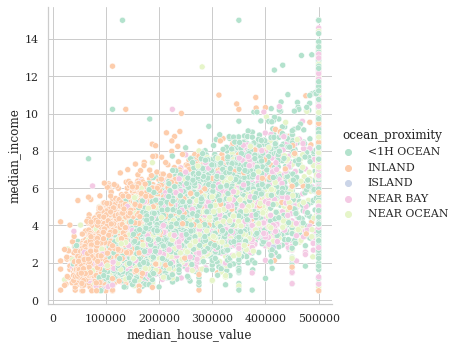 14
12
10
8
6
4
2
0
median_income
0 100000 200000 300000 400000 500000
median_house_value
ocean_proximity
<1H OCEAN
INLAND
ISLAND
NEAR BAY
NEAR OCEAN